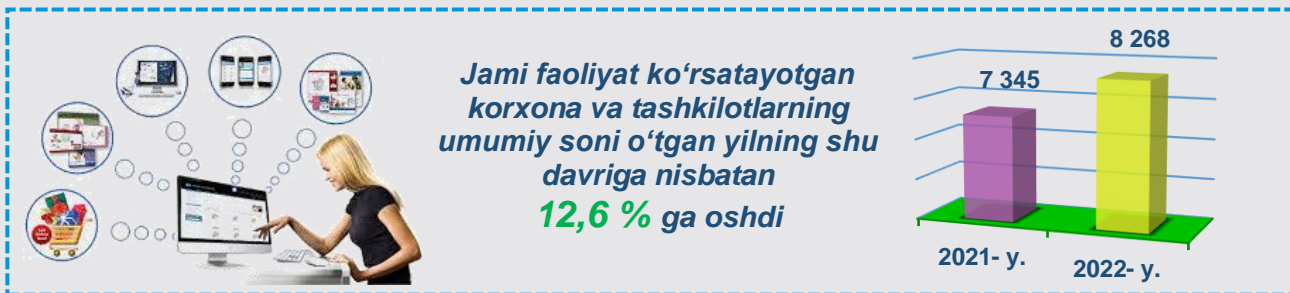 Jami faoliyat ko‘rsatayotgan
korxona va tashkilotlarning
umumiy soni o‘tgan yilning shu
davriga nisbatan
12,6 % ga oshdi
8 268
7 345
2021- y.
2022- y.